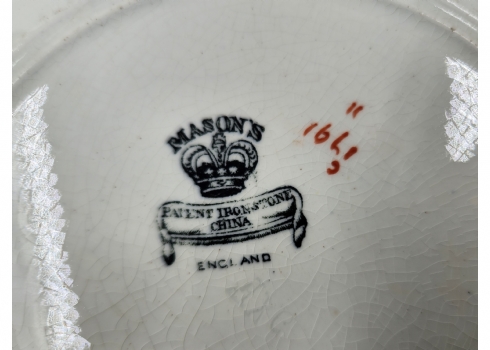 MASON'S
PATENT IRONSTONE
CHINA
ENGLAND